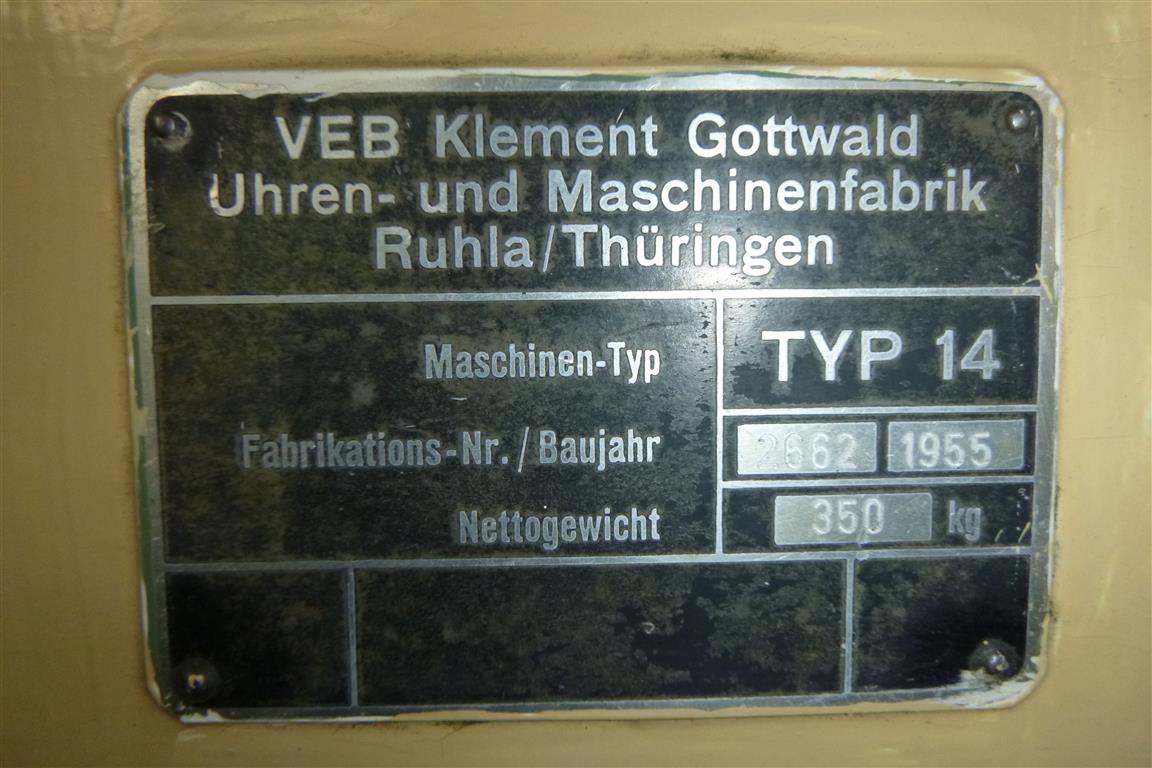 VEB Klement Gottwald
Uhren- und Maschinenfabrik
Ruhla/Thüringen
Maschinen-Typ TYP 14
Fabrikations-Nr./Baujahr 2662 1955
Nettogewicht 350 kg